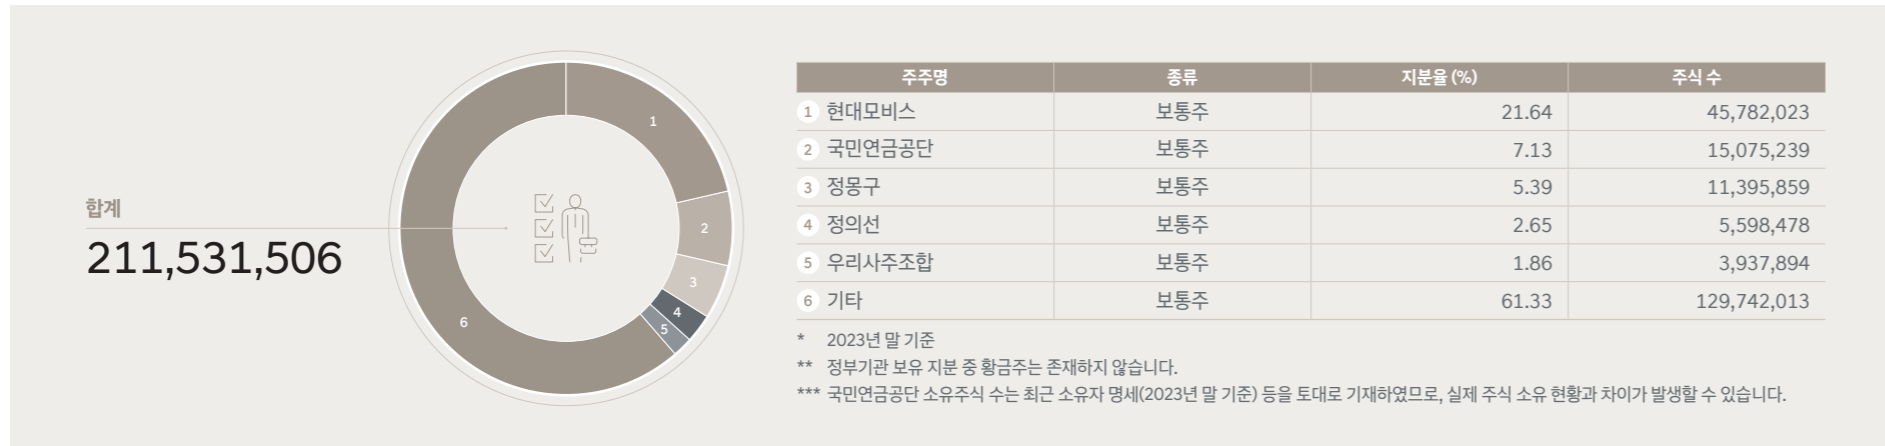 합계
211,531,506
1
2
3
4
5
6
주주명 종류 지분율 (%) 주식 수
1 현대모비스 보통주 21.64 45,782,023
2 국민연금공단 보통주 7.13 15,075,239
3 정몽구 보통주 5.39 11,395,859
4 정의선 보통주 2.65 5,598,478
5 우리사주조합 보통주 1.86 3,937,894
6 기타 보통주 61.33 129,742,013
* 2023년 말 기준
** 정부기관 보유 지분 중 황금주는 존재하지 않습니다.
*** 국민연금공단 소유주식 수는 최근 소유자 명세(2023년 말 기준) 등을 토대로 기재하였므로, 실제 주식 소유 현황과 차이가 발생할 수 있습니다.